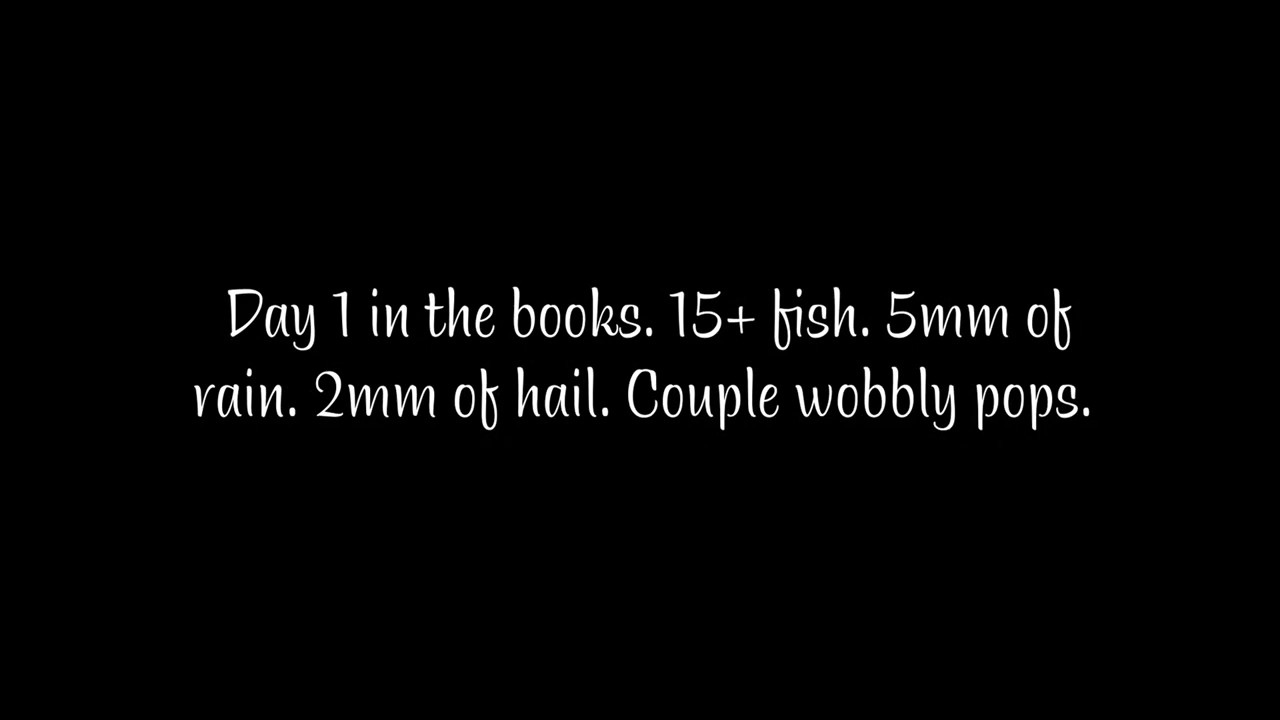 Day 1 in the books. 15+ fish. 5mm of
rain. 2mm of hail. Couple wobbly pops.